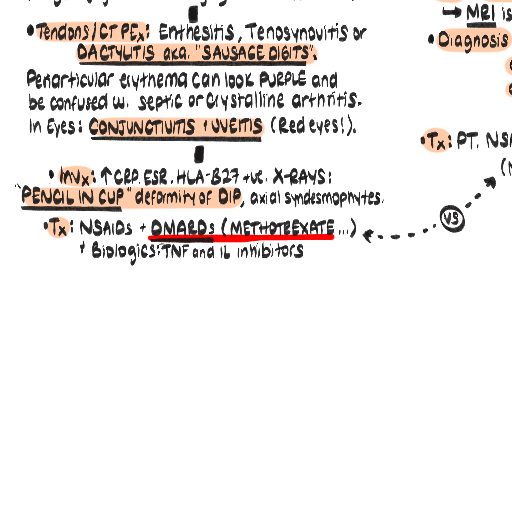 • Tendons/CT PEx: Enthesitis, Tenosynovitis or
DACTYLITIS aka. "SAUSAGE DIGITS".
Periarticular erythema can look PURPLE and
be confused w. septic or crystalline arthritis.
In Eyes: CONJUNCTIVITIS + UVEITIS (Red eyes!).
• Invx: ↑CRP, ESR, HLA-B27 +ve. X-RAYS:
"PENCIL IN CUP" deformity of DIP, axial syndesmophytes.
• Tx: NSAIDs + DMARDs (METHOTREXATE...)
+ Biologics: TNF and IL inhibitors
VS
→ MRI is
• Diagnosis
• Tx: PT. NSA